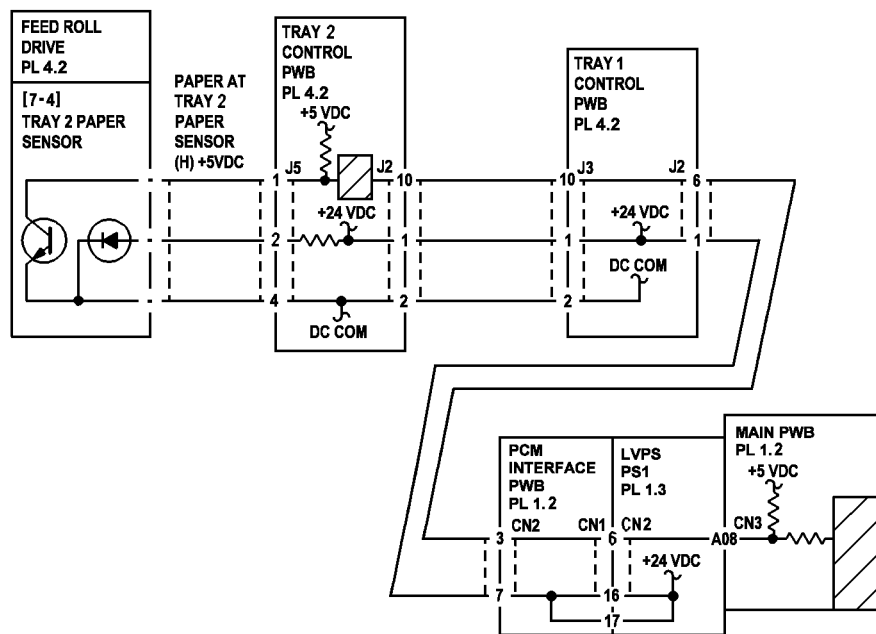 FEED ROLL
DRIVE
PL 4.2
[7-4]
TRAY 2 PAPER
SENSOR
PAPER AT
TRAY 2
PAPER
SENSOR
(H) +5VDC
TRAY 2
CONTROL
PWB
PL 4.2
+5 VDC
1 J5 J2 10
+24 VDC
2 1
4 2
DC COM
TRAY 1
CONTROL
PWB
PL 4.2
10 J3 J2 6
+24 VDC
1 1
DC COM
2
PCM
INTERFACE
PWB
PL 1.2
LVPS
PS1
PL 1.3
MAIN PWB
PL 1.2
+5 VDC
3 CN2 CN1 6 CN2 A08 CN3
+24 VDC
7 16
17